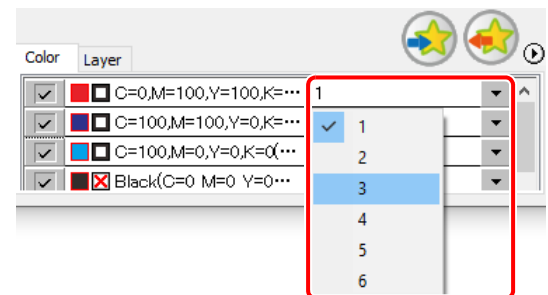 Color Layer
C=0,M=100,Y=100,K=··· 1
C=100,M=100,Y=0,K=··· 1
C=100,M=0,Y=0,K=0(··· 2
Black(C=0 M=0 Y=0··· 3
4
5
6